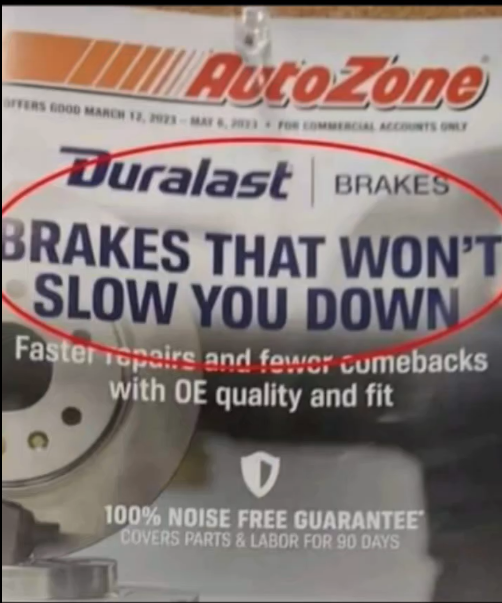 AutoZone
OFFERS GOOD MARCH 12, 2023 - MAY 6, 2023 • FOR COMMERCIAL ACCOUNTS ONLY
Duralast | BRAKES
BRAKES THAT WON'T
SLOW YOU DOWN
Faster repairs and fewer comebacks
with OE quality and fit
100% NOISE FREE GUARANTEE*
COVERS PARTS & LABOR FOR 90 DAYS